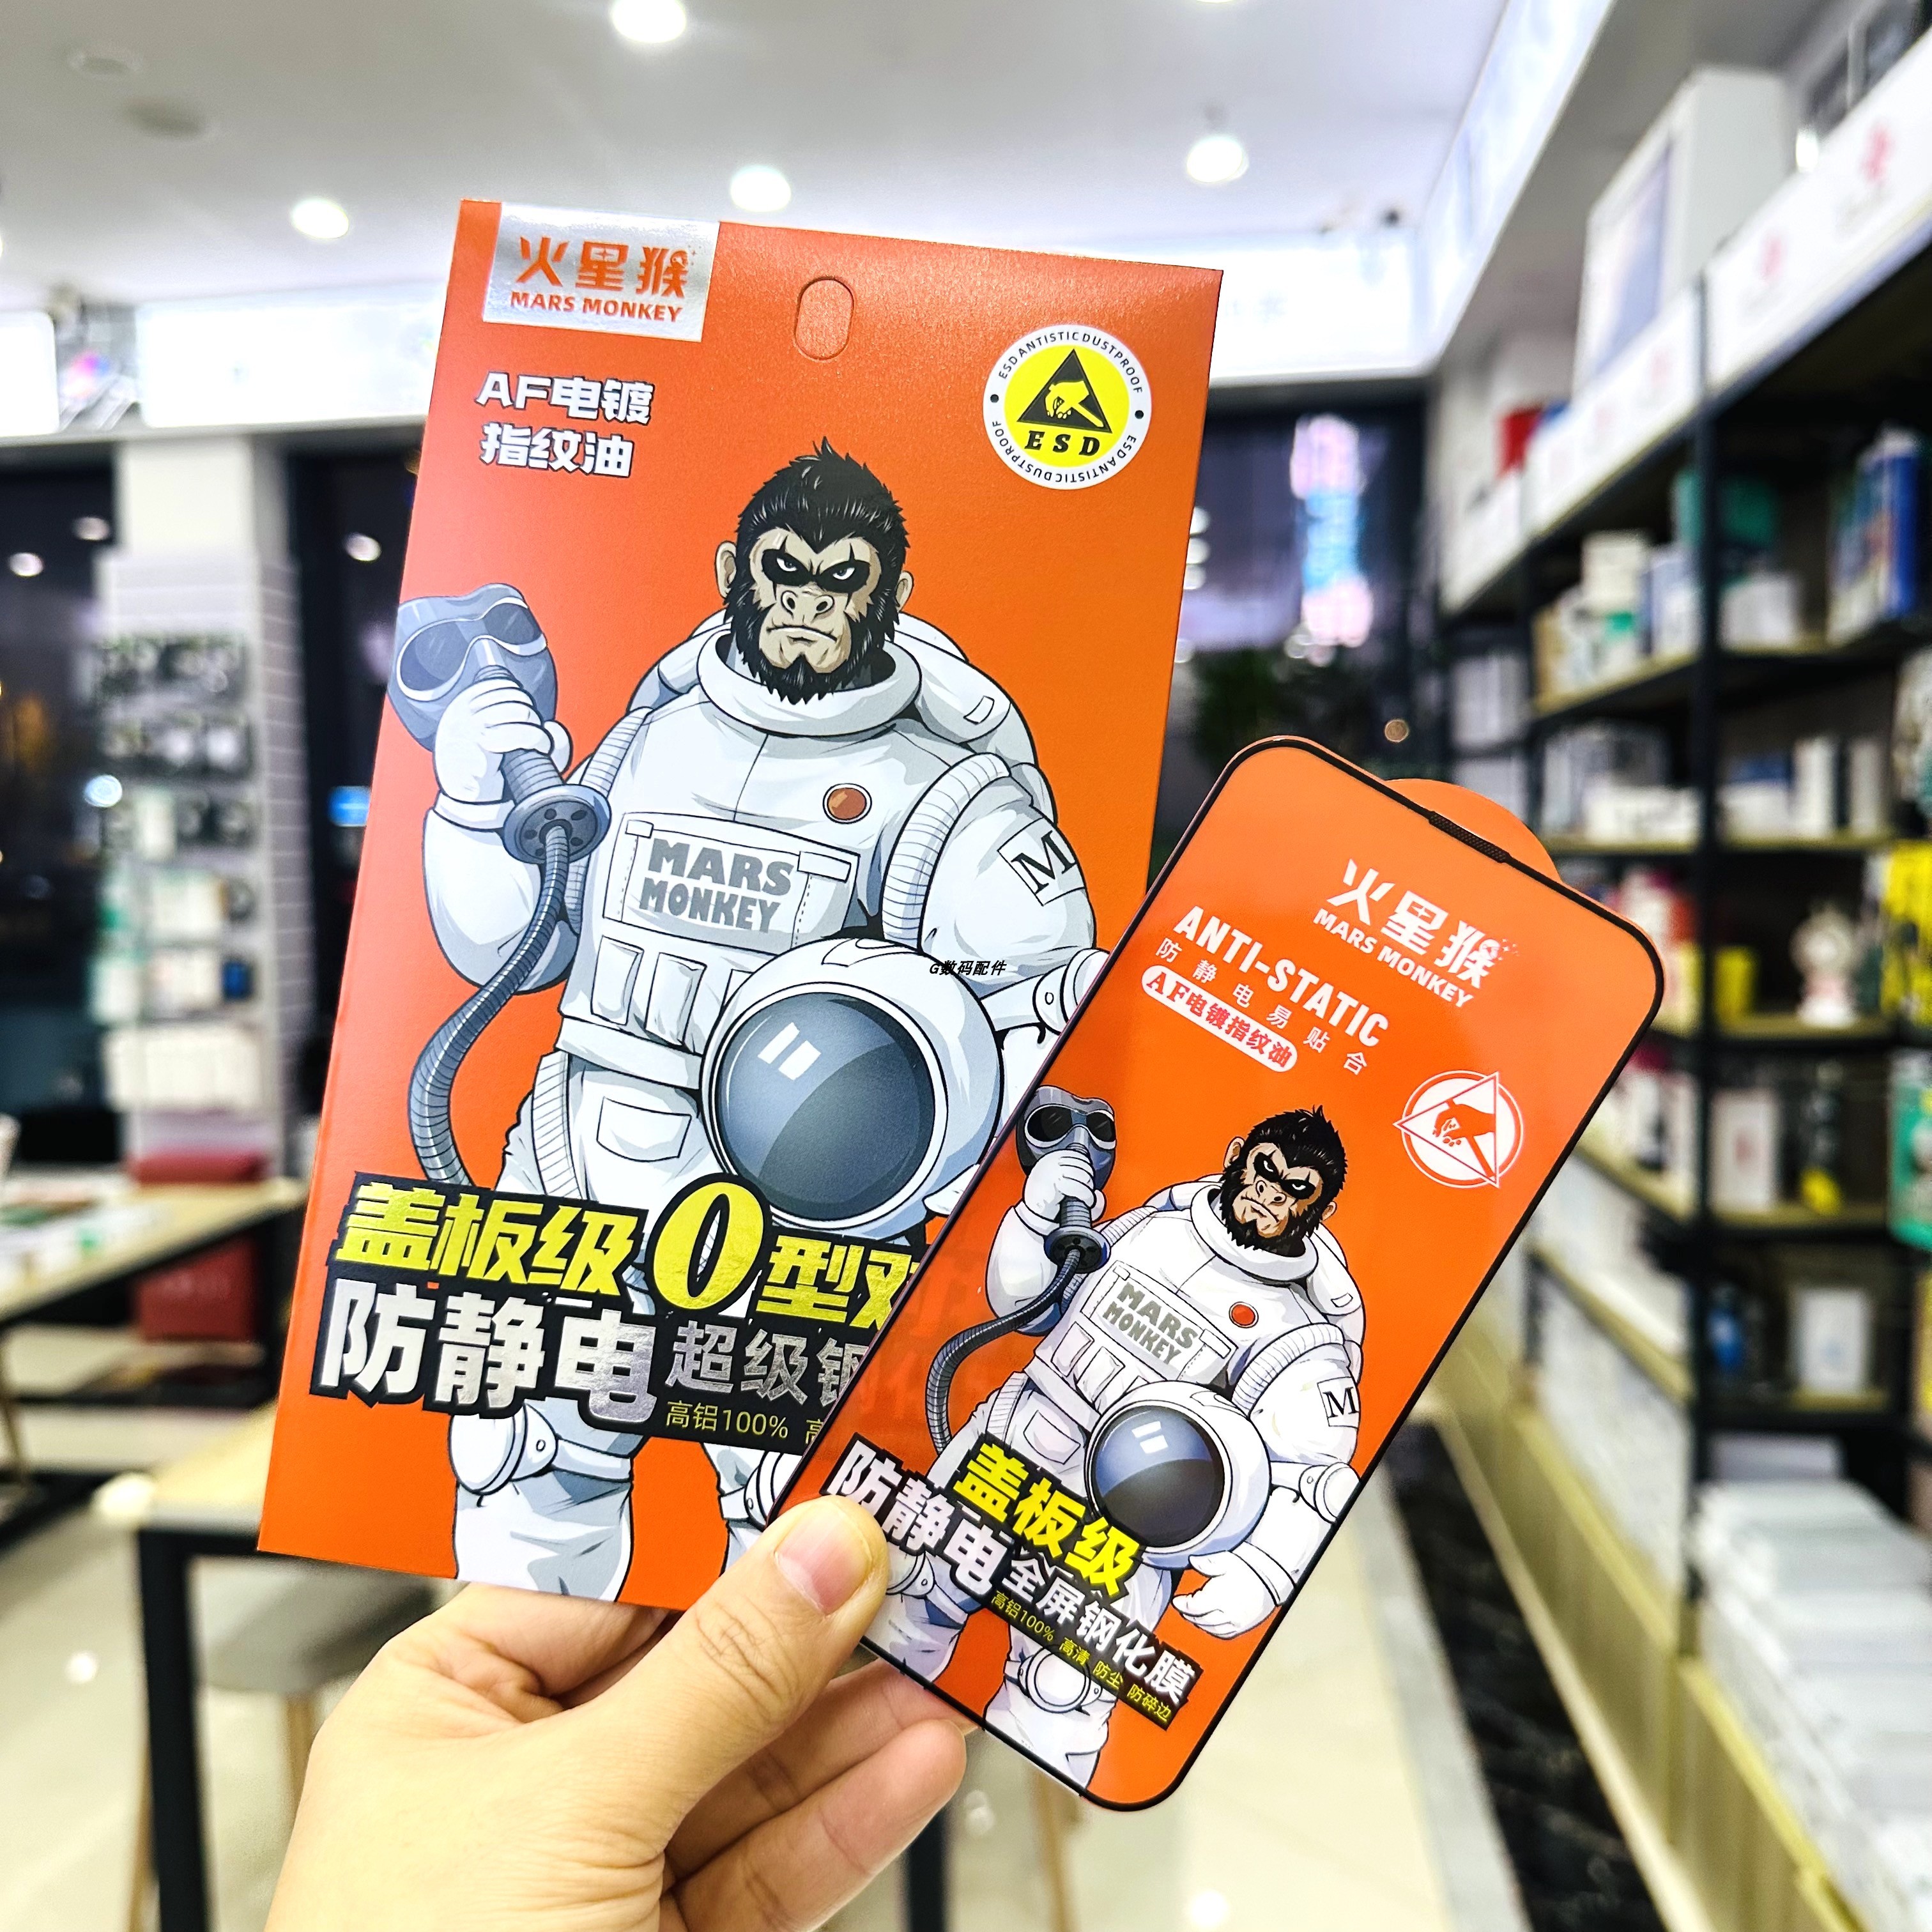 火星猴
MARS MONKEY
AF电镀
指纹油
ESD ANTISTIC DUSTPROOF
ESD
ESD ANTISTIC DUSTPROOF
MARS
MONKEY
M
G数码配件
盖板级0型
防静电超级
高铝100%
火星猴
MARS MONKEY
ANTI-STATIC
防静电易贴合
AF电镀指纹油
MARS
MONKEY
M
盖板级
防静电全屏钢化膜
高铝100% 高清 防尘 防碎边